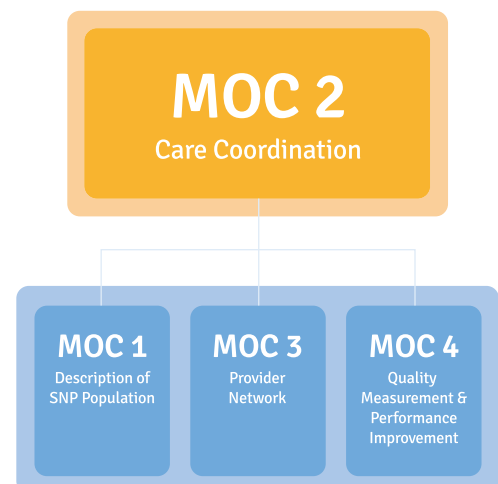 MOC 2
Care Coordination
MOC 1
Description of
SNP Population
MOC 3
Provider
Network
MOC 4
Quality
Measurement &
Performance
Improvement